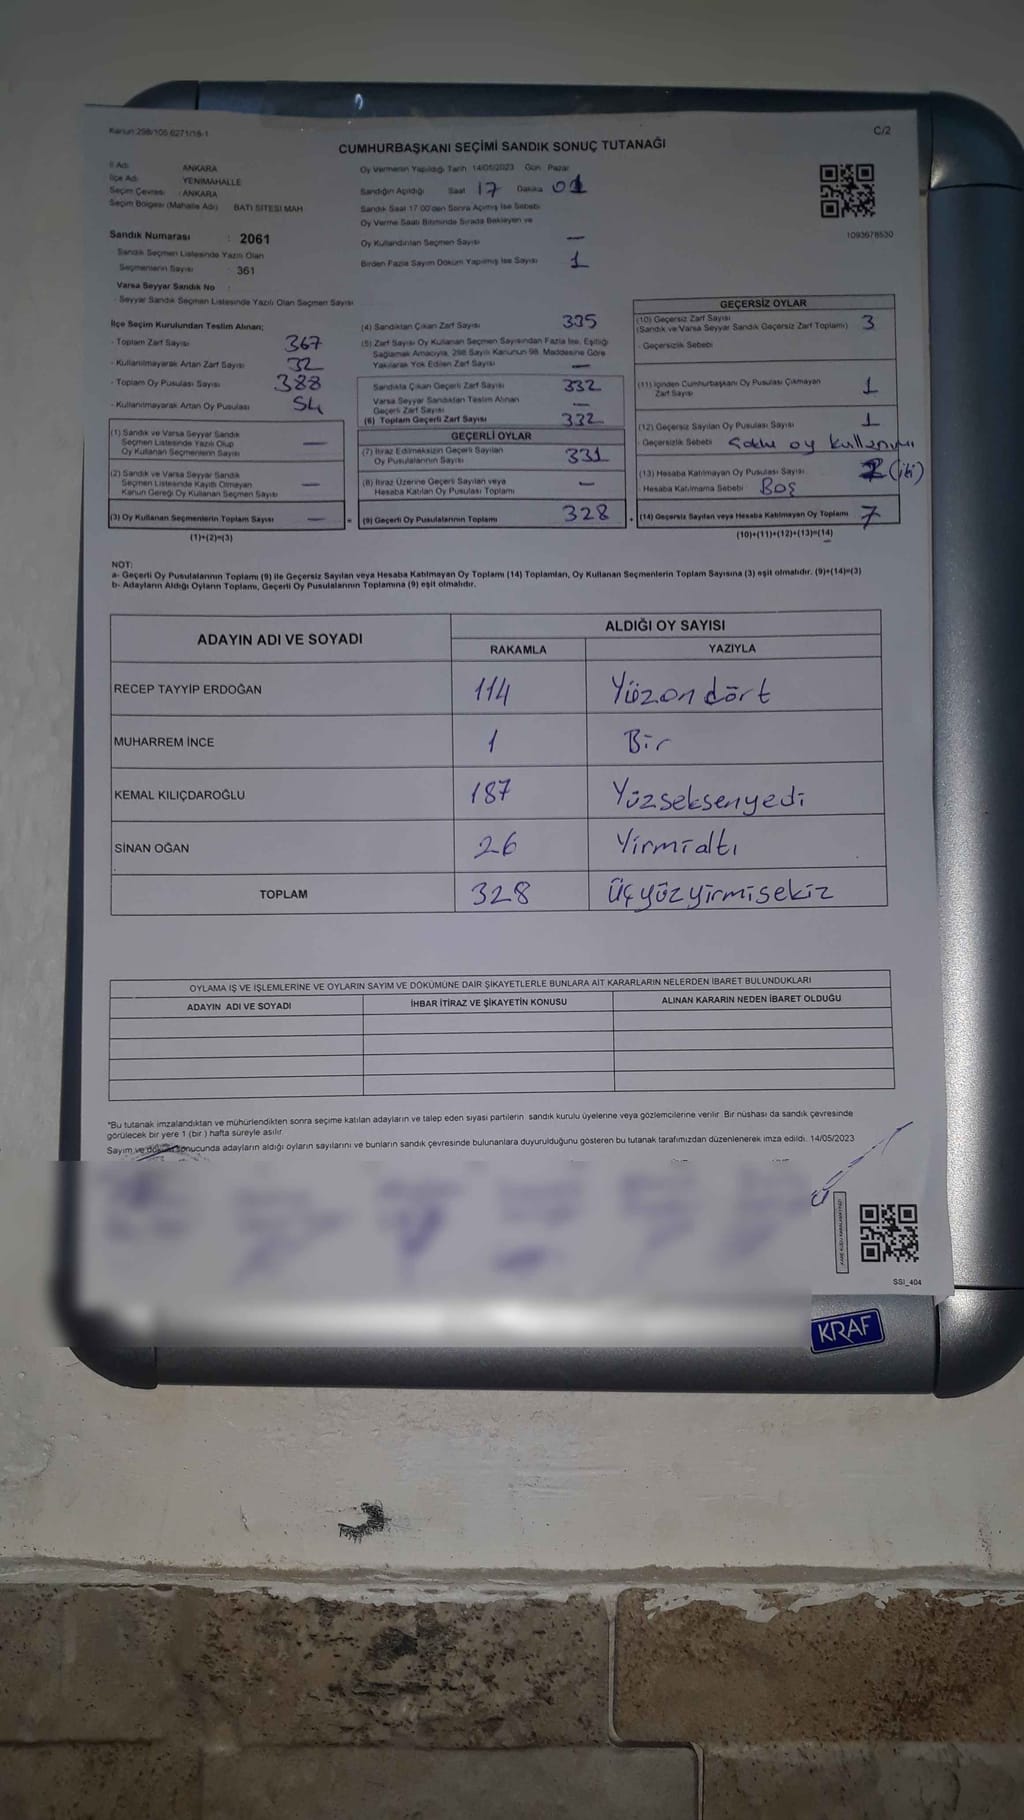 Kanun:298/105,6271/18-1
C/2
CUMHURBAŞKANI SEÇİMİ SANDIK SONUÇ TUTANAĞI
İl Adı : ANKARA
İlçe Adı : YENİMAHALLE
Seçim Çevresi : ANKARA
Seçim Bölgesi (Mahalle Adı) BATI SİTESİ MAH
Sandık Numarası : 2061
Sandık Seçmen Listesinde Yazılı Olan
Seçmenlerin Sayısı : 361
Varsa Seyyar Sandık No :
- Seyyar Sandık Seçmen Listesinde Yazılı Olan Seçmen Sayısı
Oy Vermenin Yapıldığı Tarih 14/05/2023 Gün Pazar
Sandığın Açıldığı Saat 17 Dakika 01
Sandık Saat 17.00'den Sonra Açılmış İse Sebebi
Oy Verme Saati Bitiminde Sırada Bekleyen ve
Oy Kullandırılan Seçmen Sayısı —
Birden Fazla Sayım Döküm Yapılmış İse Sayısı 1
1093678530
İlçe Seçim Kurulundan Teslim Alınan;
- Toplam Zarf Sayısı 367
- Kullanılmayarak Artan Zarf Sayısı 32
- Toplam Oy Pusulası Sayısı 388
- Kullanılmayarak Artan Oy Pusulası 54
(1) Sandık ve Varsa Seyyar Sandık
Seçmen Listesinde Yazılı Olup
Oy Kullanan Seçmenlerin Sayısı —
(2) Sandık ve Varsa Seyyar Sandık
Seçmen Listesinde Kayıtlı Olmayan
Kanun Gereği Oy Kullanan Seçmen Sayısı —
(3) Oy Kullanan Seçmenlerin Toplam Sayısı —
(1)+(2)=(3)
(4) Sandıktan Çıkan Zarf Sayısı 335
(5) Zarf Sayısı Oy Kullanan Seçmen Sayısından Fazla İse, Eşitliği
Sağlamak Amacıyla, 298 Sayılı Kanunun 98. Maddesine Göre
Yakılarak Yok Edilen Zarf Sayısı —
Sandıkta Çıkan Geçerli Zarf Sayısı 332
Varsa Seyyar Sandıktan Teslim Alınan
Geçerli Zarf Sayısı —
(6) Toplam Geçerli Zarf Sayısı 332
GEÇERLİ OYLAR
(7) İtiraz Edilmeksizin Geçerli Sayılan
Oy Pusulalarının Sayısı 331
(8) İtiraz Üzerine Geçerli Sayılan veya
Hesaba Katılan Oy Pusulası Toplamı —
= (9) Geçerli Oy Pusulalarının Toplamı 328
GEÇERSİZ OYLAR
(10) Geçersiz Zarf Sayısı
(Sandık ve Varsa Seyyar Sandık Geçersiz Zarf Toplamı) 3
- Geçersizlik Sebebi
(11) İçinden Cumhurbaşkanı Oy Pusulası Çıkmayan
Zarf Sayısı 1
(12) Geçersiz Sayılan Oy Pusulası Sayısı 1
Geçersizlik Sebebi Çoklu oy kullanımı
(13) Hesaba Katılmayan Oy Pusulası Sayısı 2 (iki)
Hesaba Katılmama Sebebi Boş
+ (14) Geçersiz Sayılan veya Hesaba Katılmayan Oy Toplamı 7
(10)+(11)+(12)+(13)=(14)
NOT:
a- Geçerli Oy Pusulalarının Toplamı (9) ile Geçersiz Sayılan veya Hesaba Katılmayan Oy Toplamı (14) Toplamları, Oy Kullanan Seçmenlerin Toplam Sayısına (3) eşit olmalıdır. (9)+(14)=(3)
b- Adayların Aldığı Oyların Toplamı, Geçerli Oy Pusulalarının Toplamına (9) eşit olmalıdır.
ADAYIN ADI VE SOYADI
ALDIĞI OY SAYISI
RAKAMLA YAZIYLA
RECEP TAYYİP ERDOĞAN 114 Yüzon dört
MUHARREM İNCE 1 Bir
KEMAL KILIÇDAROĞLU 187 Yüzseksenyedi
SİNAN OĞAN 26 Yirmialtı
TOPLAM 328 Üçyüzyirmisekiz
OYLAMA İŞ VE İŞLEMLERİNE VE OYLARIN SAYIM VE DÖKÜMÜNE DAİR ŞİKAYETLERLE BUNLARA AİT KARARLARIN NELERDEN İBARET BULUNDUKLARI
ADAYIN ADI VE SOYADI İHBAR İTİRAZ VE ŞİKAYETİN KONUSU ALINAN KARARIN NEDEN İBARET OLDUĞU
*Bu tutanak imzalandıktan ve mühürlendikten sonra seçime katılan adayların ve talep eden siyasi partilerin sandık kurulu üyelerine veya gözlemcilerine verilir. Bir nüshası da sandık çevresinde
görülecek bir yere 1 (bir ) hafta süreyle asılır.
Sayım ve döküm sonucunda adayların aldığı oyların sayılarını ve bunların sandık çevresinde bulunanlara duyurulduğunu gösteren bu tutanak tarafımızdan düzenlenerek imza edildi. 14/05/2023
SSI_404
KRAF